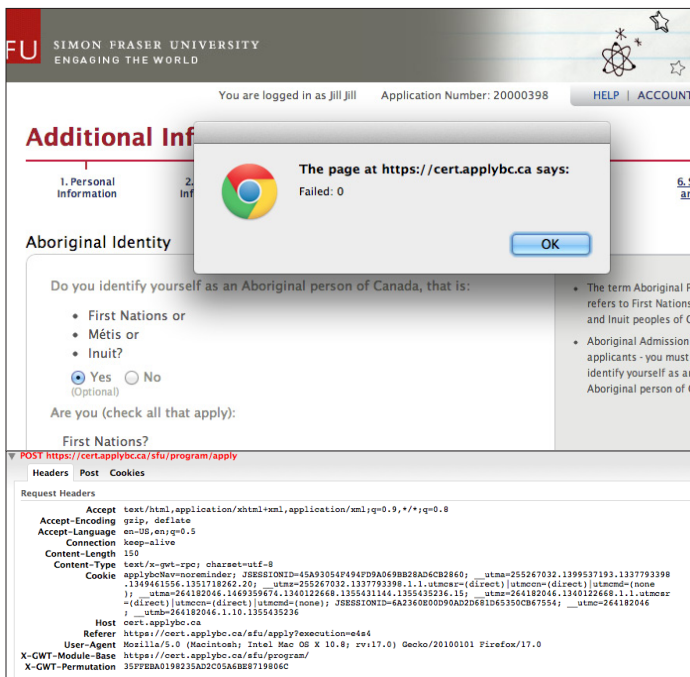 FU SIMON FRASER UNIVERSITY
ENGAGING THE WORLD
You are logged in as Jill Jill Application Number: 20000398 HELP | ACCOUNT
Additional Inf
1. Personal
Information
2.
Inf
6. S
ar
The page at https://cert.applybc.ca says:
Failed: 0
OK
Aboriginal Identity
Do you identify yourself as an Aboriginal person of Canada, that is:
• First Nations or
• Métis or
• Inuit?
Yes No
(Optional)
Are you (check all that apply):
First Nations?
• The term Aboriginal P
refers to First Nations
and Inuit peoples of C
• Aboriginal Admission
applicants - you must
identify yourself as an
Aboriginal person of C
POST https://cert.applybc.ca/sfu/program/apply
Headers Post Cookies
Request Headers
Accept text/html,application/xhtml+xml,application/xml;q=0.9,*/*;q=0.8
Accept-Encoding gzip, deflate
Accept-Language en-US,en;q=0.5
Connection keep-alive
Content-Length 150
Content-Type text/x-gwt-rpc; charset=utf-8
Cookie applybcNav=noreminder; JSESSIONID=45A93054F494FD9A069BB28AD6CB2860; __utma=255267032.1399537193.1337793398
.1349461556.1351718262.20; __utmz=255267032.1337793398.1.1.utmcsr=(direct)|utmccn=(direct)|utmcmd=(none
); __utma=264182046.1469359674.1340122668.1355431144.1355435236.15; __utmz=264182046.1340122668.1.1.utmcsr
=(direct)|utmccn=(direct)|utmcmd=(none); JSESSIONID=6A2360E00D90AD2D681D65350CB67554; __utmc=264182046
; __utmb=264182046.1.10.1355435236
Host cert.applybc.ca
Referer https://cert.applybc.ca/sfu/apply?execution=e4s4
User-Agent Mozilla/5.0 (Macintosh; Intel Mac OS X 10.8; rv:17.0) Gecko/20100101 Firefox/17.0
X-GWT-Module-Base https://cert.applybc.ca/sfu/program/
X-GWT-Permutation 35FFEBA0198235AD2C05A6BE8719806C